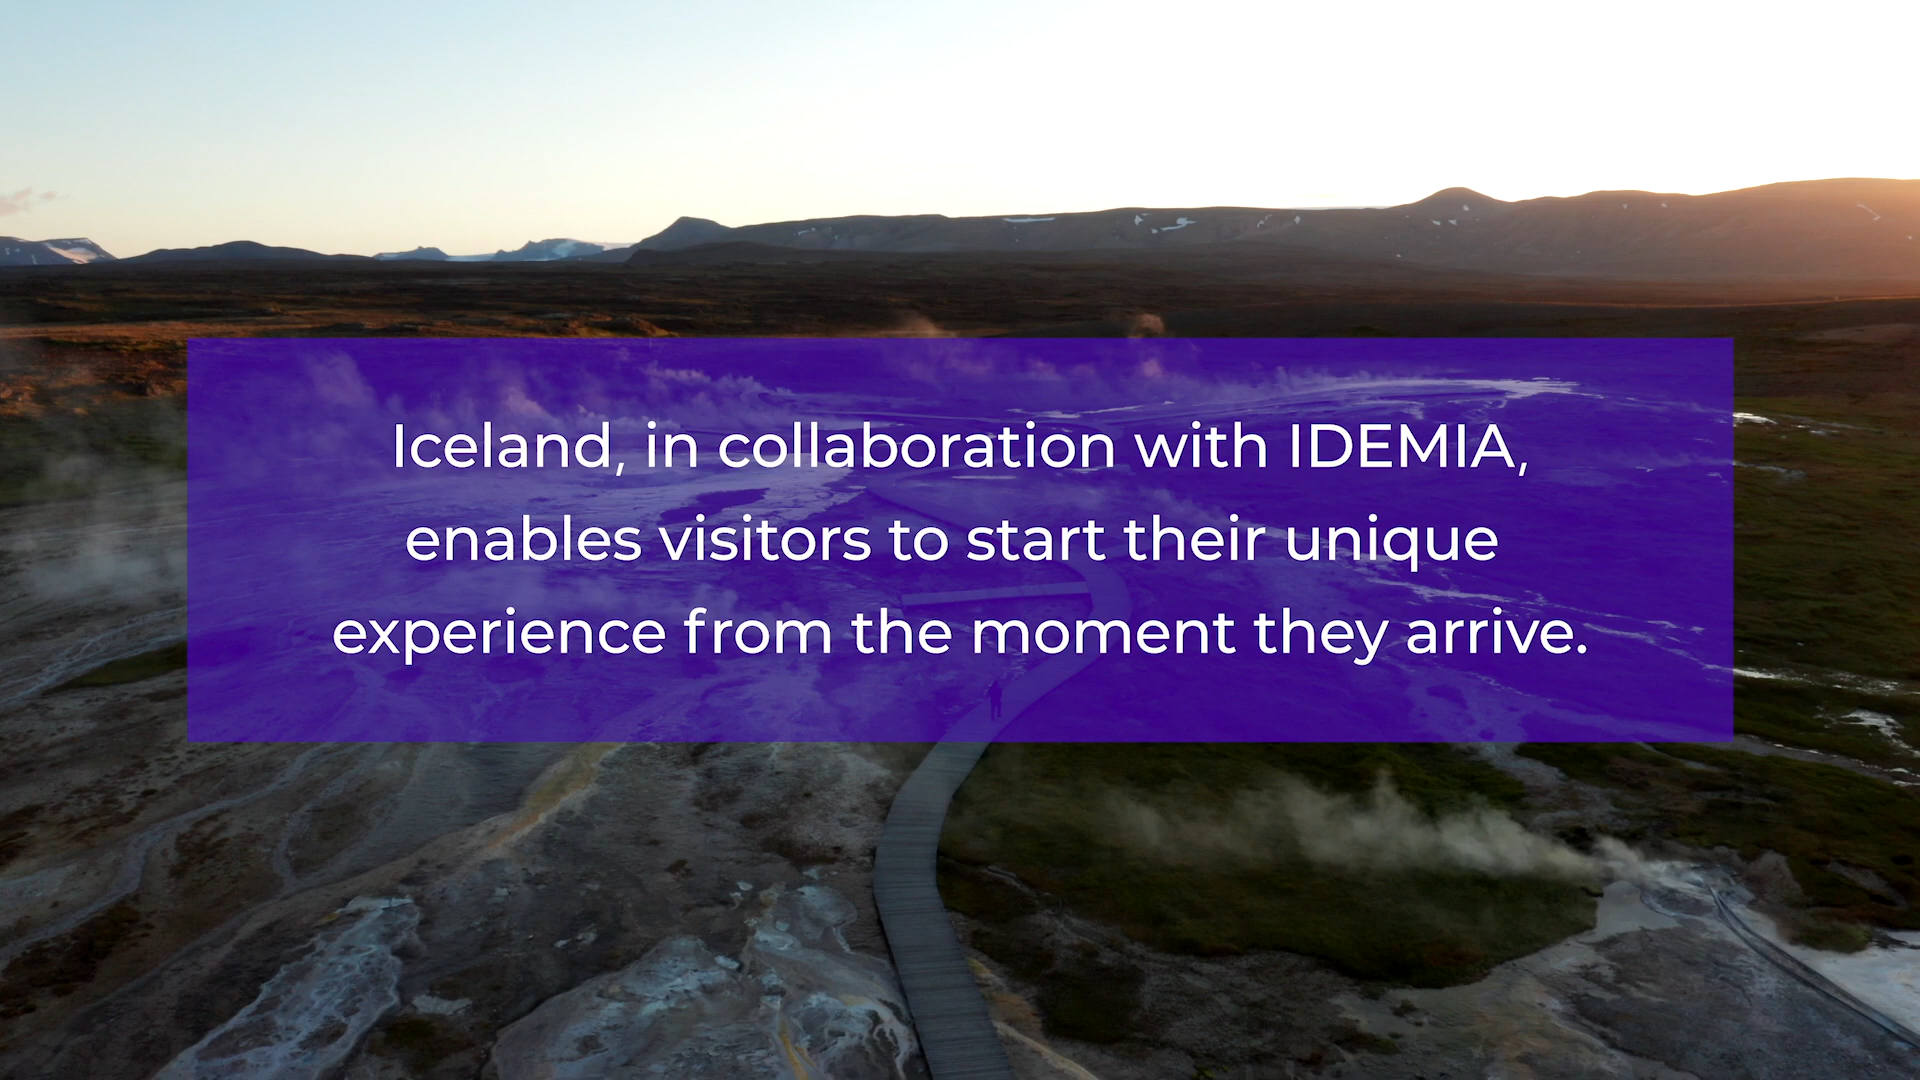 Iceland, in collaboration with IDEMIA,
enables visitors to start their unique
experience from the moment they arrive.